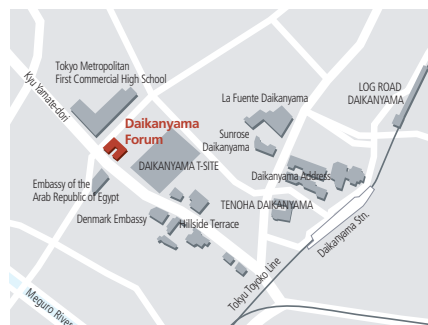 Tokyo Metropolitan
First Commercial High School
Kyu Yamate-dori
La Fuente Daikanyama
LOG ROAD
DAIKANYAMA
Daikanyama
Forum
Sunrose
Daikanyama
DAIKANYAMA T-SITE
Daikanyama Address
Embassy of the
Arab Republic of Egypt
TENOHA DAIKANYAMA
Denmark Embassy
Hillside Terrace
Daikanyama Stn.
Tokyu Toyoko Line
Meguro River